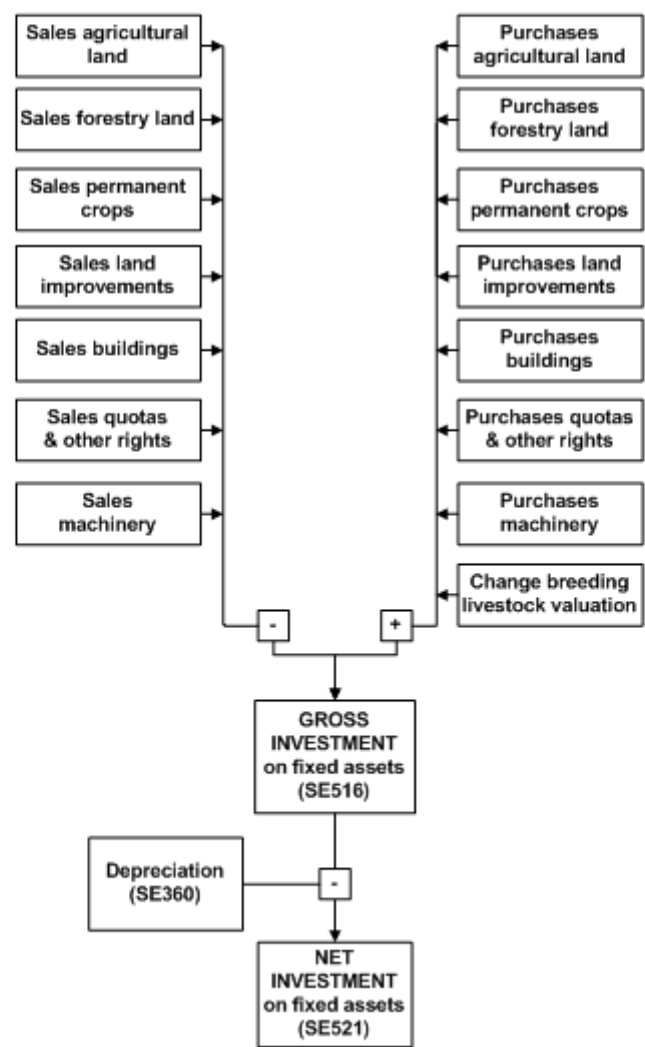 Sales agricultural
land
Purchases
agricultural land
Sales forestry land
Purchases
forestry land
Sales permanent
crops
Purchases
permanent crops
Sales land
improvements
Purchases land
improvements
Sales buildings
Purchases
buildings
Sales quotas
& other rights
Purchases quotas
& other rights
Sales
machinery
Purchases
machinery
Change breeding
livestock valuation
-
+
GROSS
INVESTMENT
on fixed assets
(SE516)
Depreciation
(SE360)
-
NET
INVESTMENT
on fixed assets
(SE521)